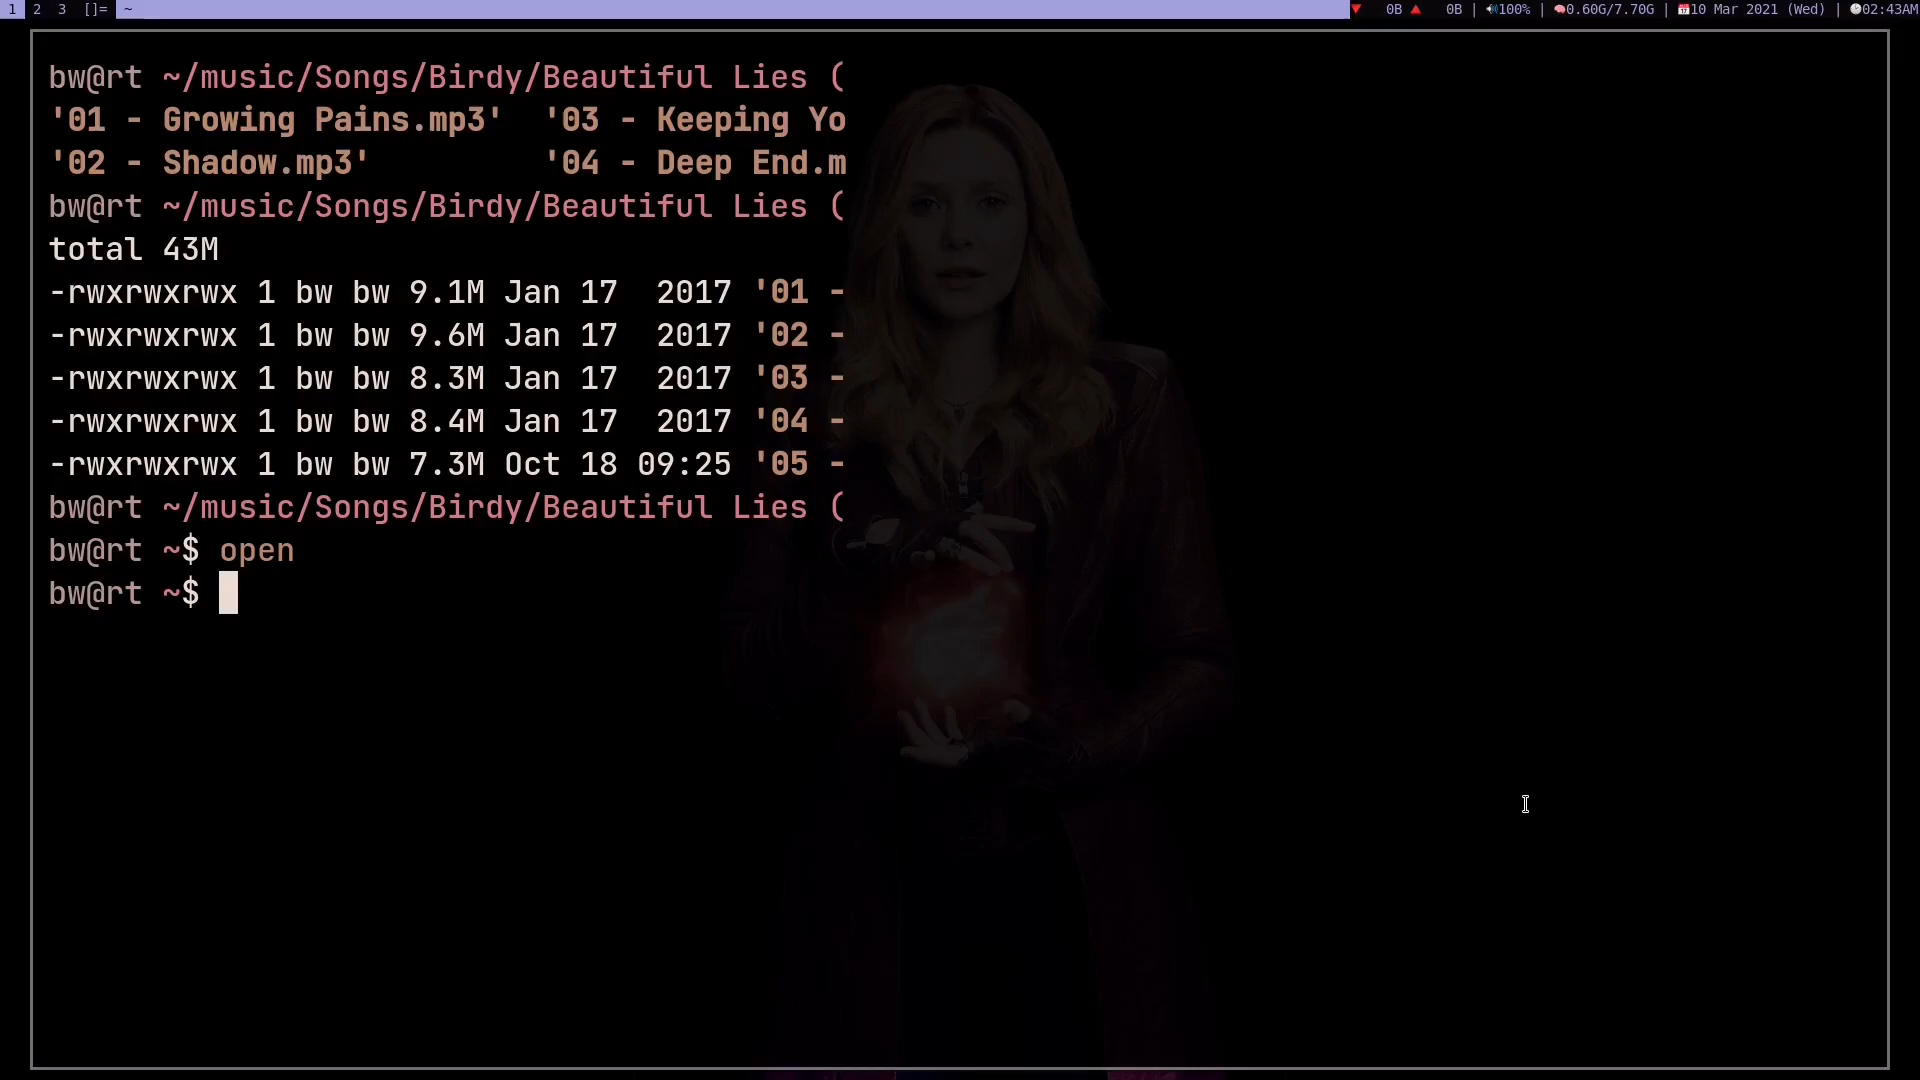 1 2 3 []= ~ 0B 0B | 100% | 0.60G/7.70G | 10 Mar 2021 (Wed) | 02:43AM
bw@rt ~/music/Songs/Birdy/Beautiful Lies (
'01 - Growing Pains.mp3' '03 - Keeping Yo
'02 - Shadow.mp3' '04 - Deep End.m
bw@rt ~/music/Songs/Birdy/Beautiful Lies (
total 43M
-rwxrwxrwx 1 bw bw 9.1M Jan 17 2017 '01 -
-rwxrwxrwx 1 bw bw 9.6M Jan 17 2017 '02 -
-rwxrwxrwx 1 bw bw 8.3M Jan 17 2017 '03 -
-rwxrwxrwx 1 bw bw 8.4M Jan 17 2017 '04 -
-rwxrwxrwx 1 bw bw 7.3M Oct 18 09:25 '05 -
bw@rt ~/music/Songs/Birdy/Beautiful Lies (
bw@rt ~$ open
bw@rt ~$